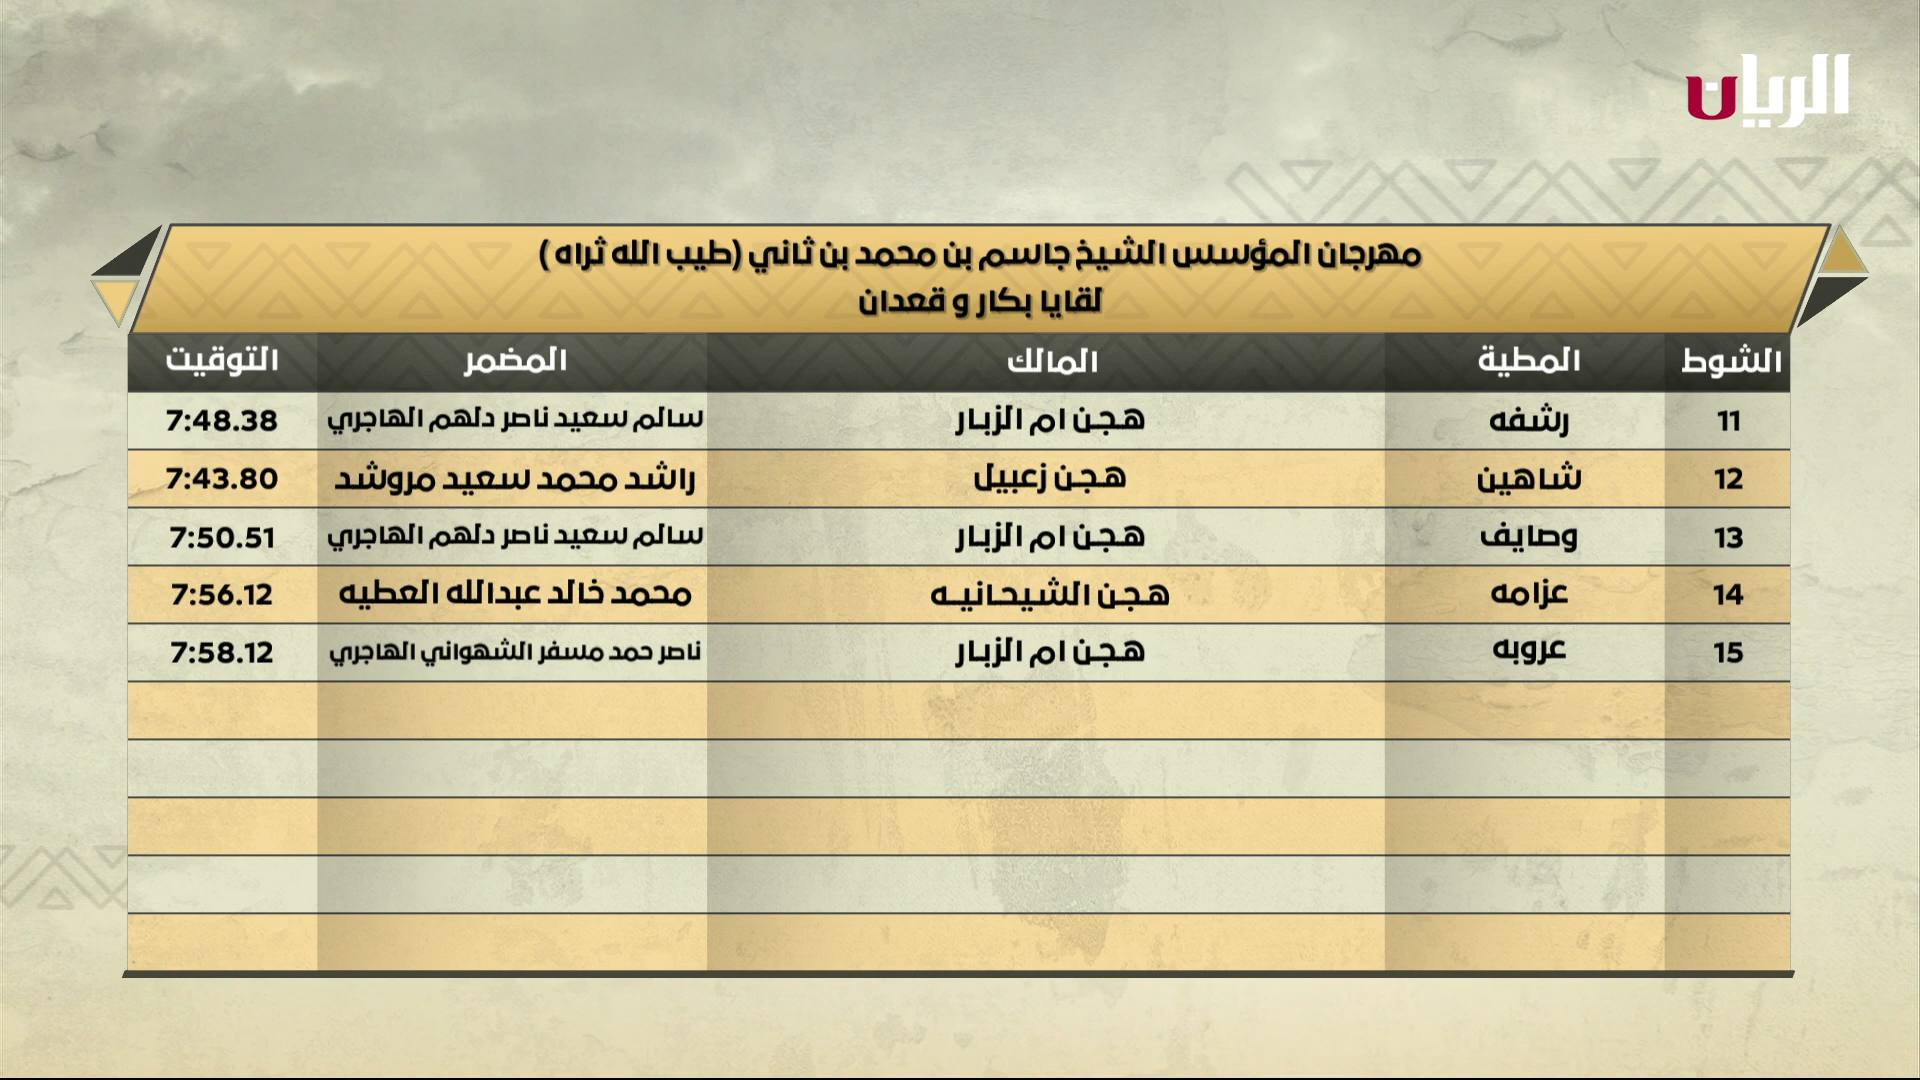 الريان
مهرجان المؤسس الشيخ جاسم بن محمد بن ثاني (طيب الله ثراه )
لقايا بكار و قعدان
الشوط المطية المالك المضمر التوقيت
11 رشفه هجن ام الزبار سالم سعيد ناصر دلهم الهاجري 7:48.38
12 شاهين هجن زعبيل راشد محمد سعيد مروشد 7:43.80
13 وصايف هجن ام الزبار سالم سعيد ناصر دلهم الهاجري 7:50.51
14 عزامه هجن الشيحانيه محمد خالد عبدالله العطيه 7:56.12
15 عروبه هجن ام الزبار ناصر حمد مسفر الشهواني الهاجري 7:58.12